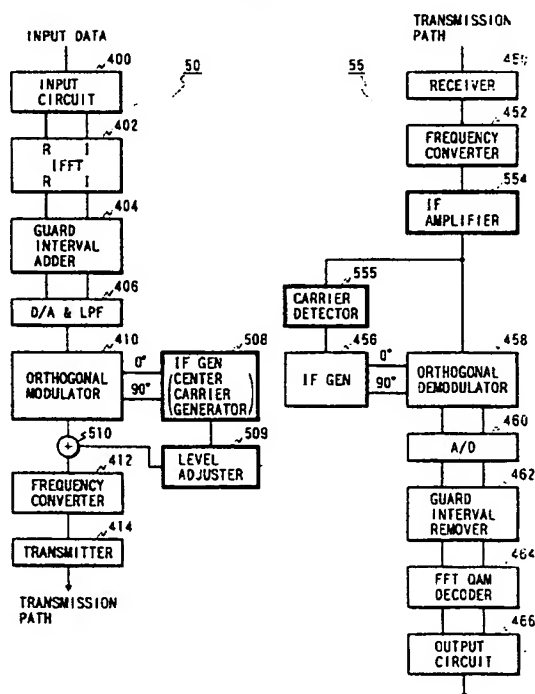 INPUT DATA
400
50
INPUT
CIRCUIT
402
R I
IFFT
R I
404
GUARD
INTERVAL
ADDER
406
D/A & LPF
410
ORTHOGONAL
MODULATOR
0°
90°
508
IF GEN
(CENTER
CARRIER
GENERATOR)
510
+
509
LEVEL
ADJUSTER
412
FREQUENCY
CONVERTER
414
TRANSMITTER
TRANSMISSION
PATH
TRANSMISSION
PATH
55
RECEIVER
452
FREQUENCY
CONVERTER
554
IF
AMPLIFIER
555
CARRIER
DETECTOR
456
IF GEN
0°
90°
458
ORTHOGONAL
DEMODULATOR
460
A/D
462
GUARD
INTERVAL
REMOVER
464
FFT QAM
DECODER
466
OUTPUT
CIRCUIT